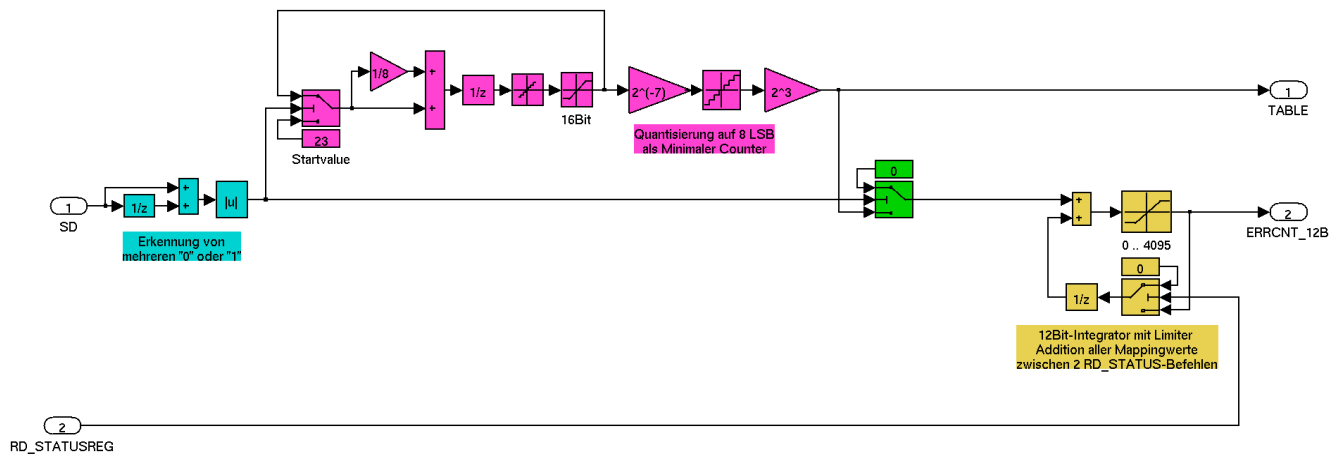 1/8
+
+
1/z
16Bit
2^(-7)
2^3
1
TABLE
23
Startvalue
Quantisierung auf 8 LSB
als Minimaler Counter
0
1
SD
1/z
+
+
|u|
Erkennung von
mehreren "0" oder "1"
+
+
0 .. 4095
2
ERRCNT_12B
0
1/z
12Bit-Integrator mit Limiter
Addition aller Mappingwerte
zwischen 2 RD_STATUS-Befehlen
2
RD_STATUSREG